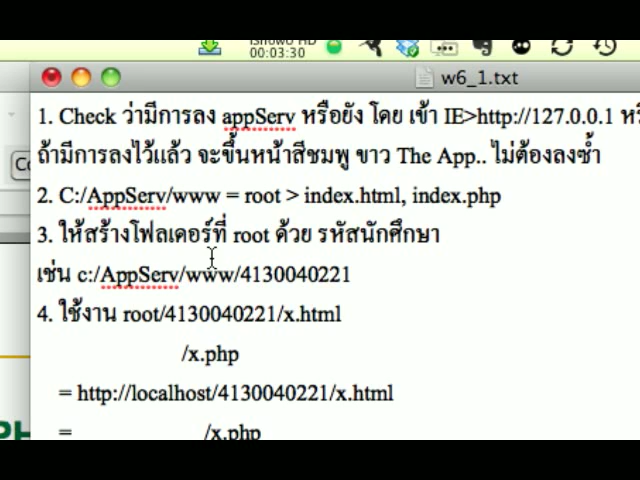 iShowU HD
00:03:30
w6_1.txt
1. Check ว่ามีการลง appServ หรือยัง โดย เข้า IE>http://127.0.0.1
ถ้ามีการลงไว้แล้ว จะขึ้นหน้าสีชมพู ขาว The App.. ไม่ต้องลงซ้ำ
2. C:/AppServ/www = root > index.html, index.php
3. ให้สร้างโฟลเดอร์ที่ root ด้วย รหัสนักศึกษา
เช่น c:/AppServ/www/4130040221
4. ใช้งาน root/4130040221/x.html
/x.php
= http://localhost/4130040221/x.html
= /x.php